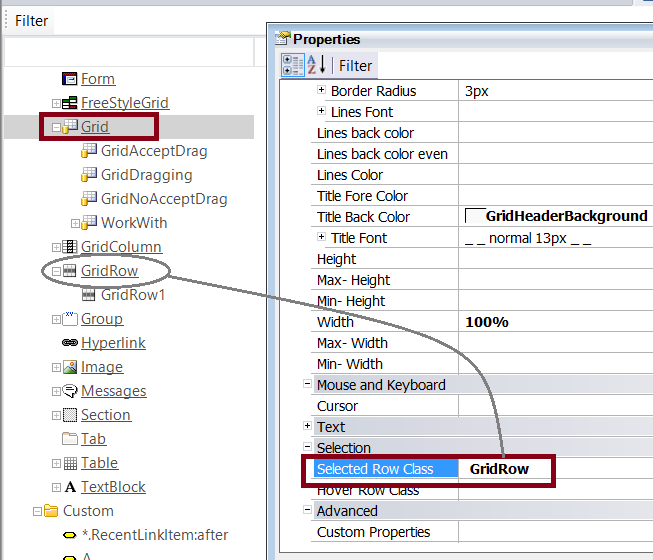 Filter
Form
FreeStyleGrid
Grid
GridAcceptDrag
GridDragging
GridNoAcceptDrag
WorkWith
GridColumn
GridRow
GridRow1
Group
Hyperlink
Image
Messages
Section
Tab
Table
A TextBlock
Custom
*.RecentLinkItem:after
Properties
Filter
Border Radius 3px
Lines Font
Lines back color
Lines back color even
Lines Color
Title Fore Color
Title Back Color GridHeaderBackground
Title Font _ _ normal 13px _ _
Height
Max- Height
Min- Height
Width 100%
Max- Width
Min- Width
Mouse and Keyboard
Cursor
Text
Selection
Selected Row Class GridRow
Hover Row Class
Advanced
Custom Properties